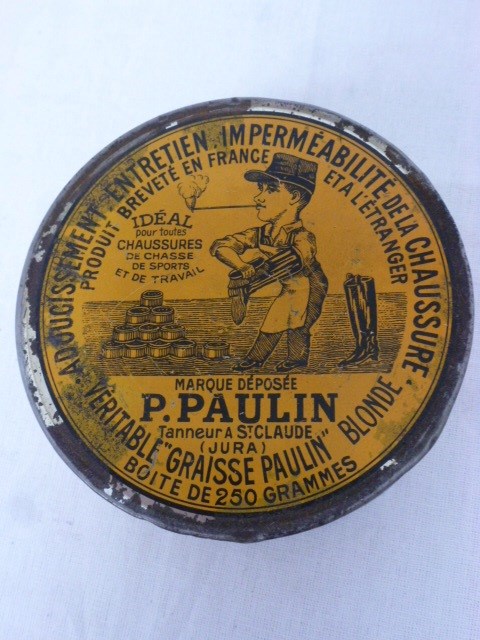 ADOUCISSEMENT-ENTRETIEN IMPERMÉABILITÉ DE LA CHAUSSURE
PRODUIT BREVETÉ EN FRANCE ET A L'ÉTRANGER
IDÉAL
pour toutes
CHAUSSURES
DE CHASSE
DE SPORTS
ET DE TRAVAIL
MARQUE DÉPOSÉE
P. PAULIN
Tanneur A ST CLAUDE
(JURA)
VERITABLE "GRAISSE PAULIN" BLONDE
BOITE DE 250 GRAMMES